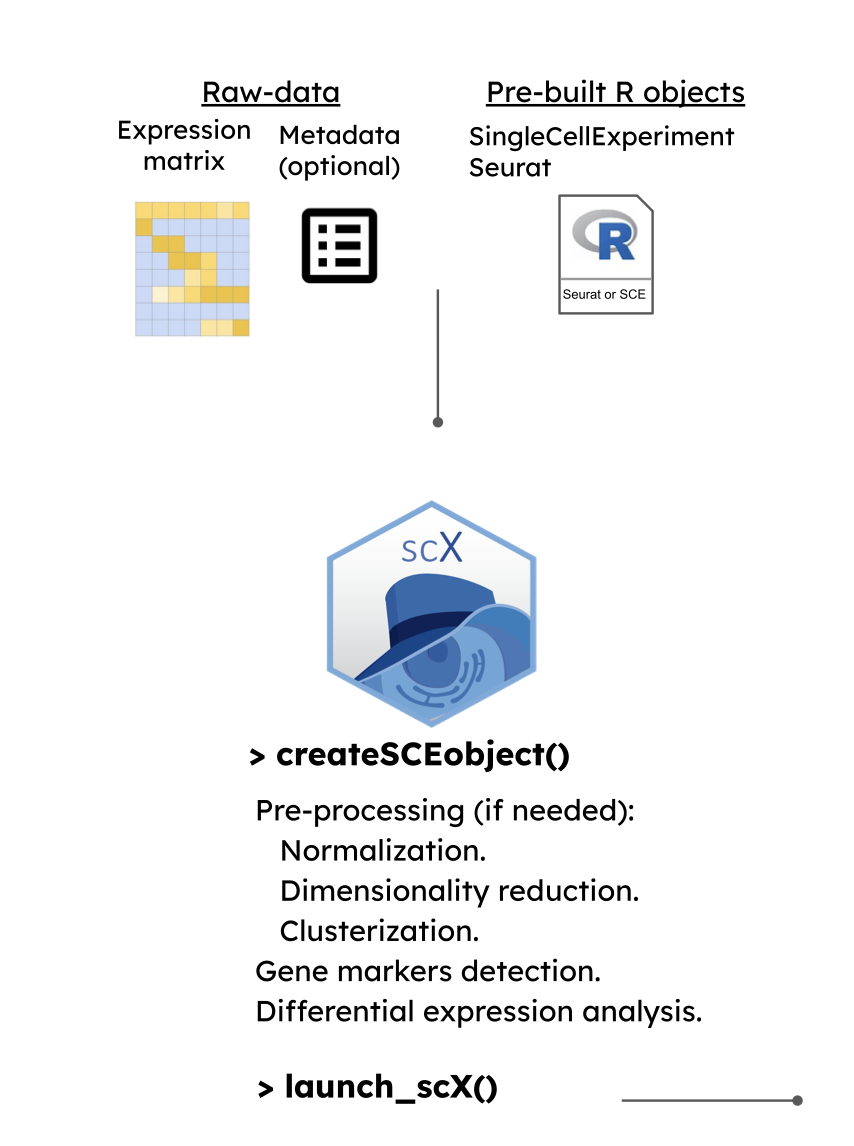 Raw-data
Expression
matrix
Metadata
(optional)
Pre-built R objects
SingleCellExperiment
Seurat
R
Seurat or SCE
scX
> createSCEobject()
Pre-processing (if needed):
Normalization.
Dimensionality reduction.
Clusterization.
Gene markers detection.
Differential expression analysis.
> launch_scX()